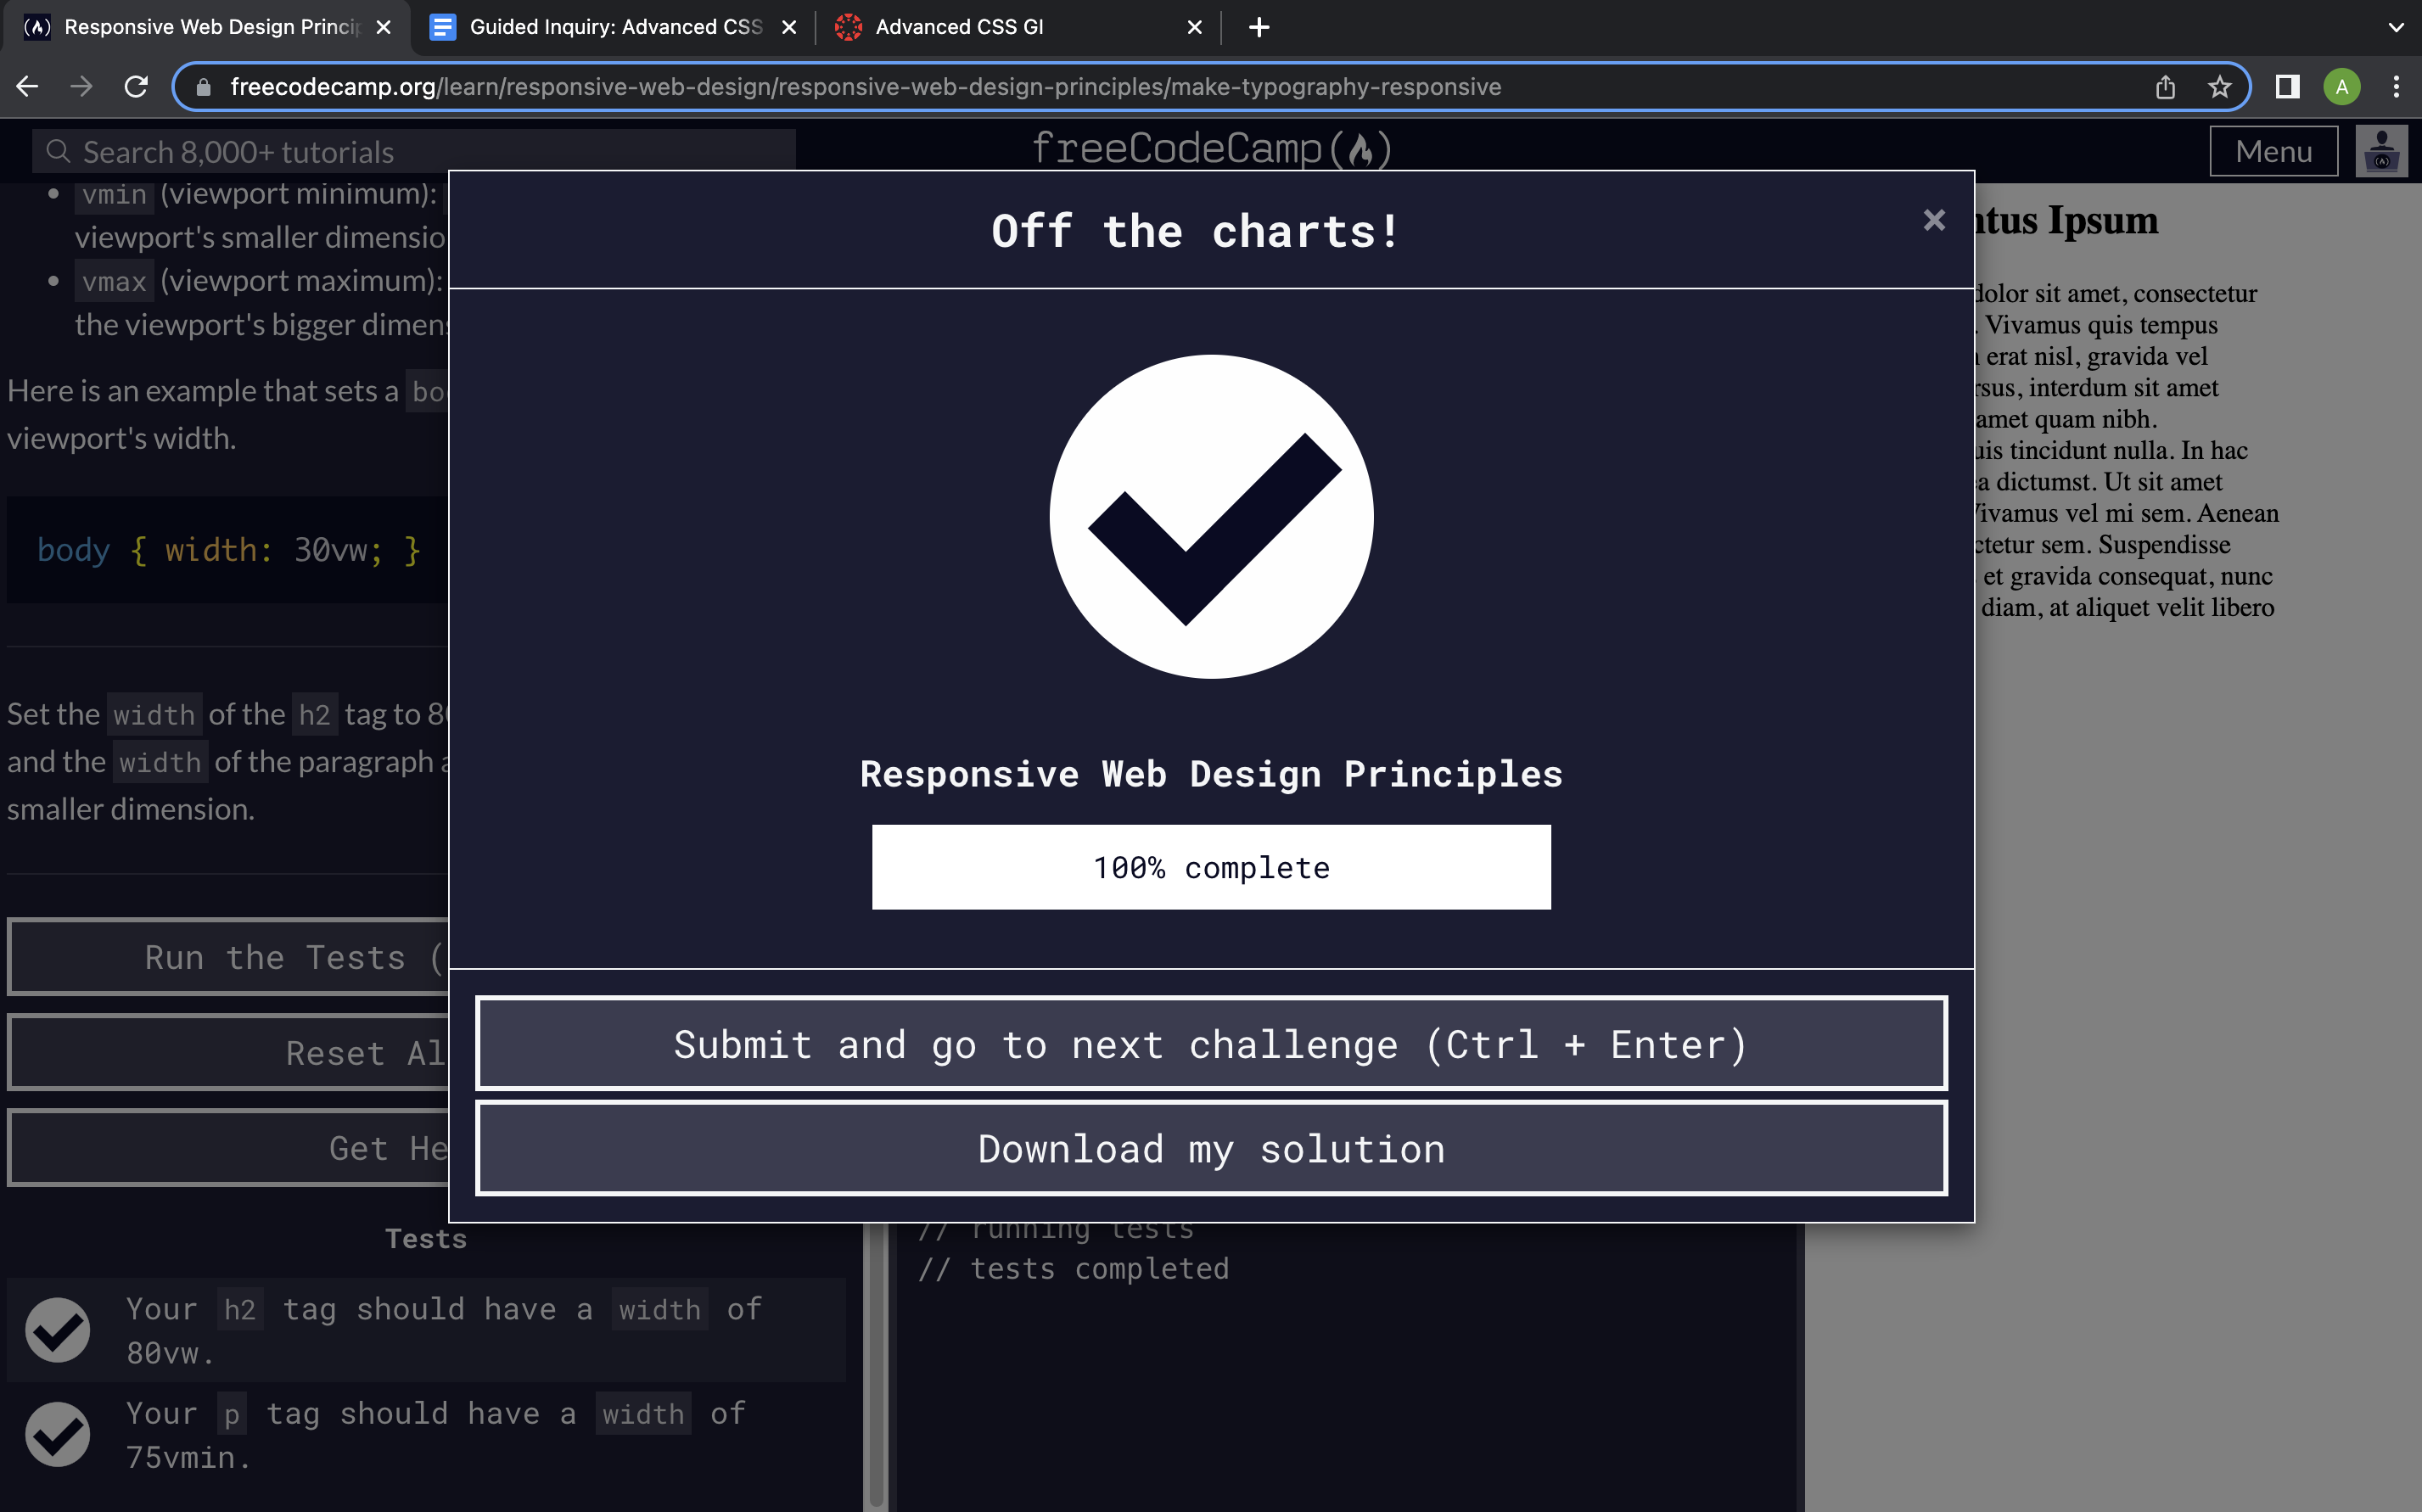 Responsive Web Design Princip
Guided Inquiry: Advanced CSS
Advanced CSS GI
freecodecamp.org/learn/responsive-web-design/responsive-web-design-principles/make-typography-responsive
A
Search 8,000+ tutorials
freeCodeCamp
Menu
vmin (viewport minimum):
viewport's smaller dimensio
vmax (viewport maximum):
the viewport's bigger dimens
Here is an example that sets a bo
viewport's width.
body { width: 30vw; }
Set the width of the h2 tag to 80
and the width of the paragraph a
smaller dimension.
Run the Tests (
Reset Al
Get He
Tests
Your h2 tag should have a width of
80vw.
Your p tag should have a width of
75vmin.
Off the charts!
×
Responsive Web Design Principles
100% complete
Submit and go to next challenge (Ctrl + Enter)
Download my solution
// running tests
// tests completed
ntus Ipsum
dolor sit amet, consectetur
. Vivamus quis tempus
erat nisl, gravida vel
rsus, interdum sit amet
amet quam nibh.
uis tincidunt nulla. In hac
a dictumst. Ut sit amet
Vivamus vel mi sem. Aenean
ctetur sem. Suspendisse
et gravida consequat, nunc
diam, at aliquet velit libero